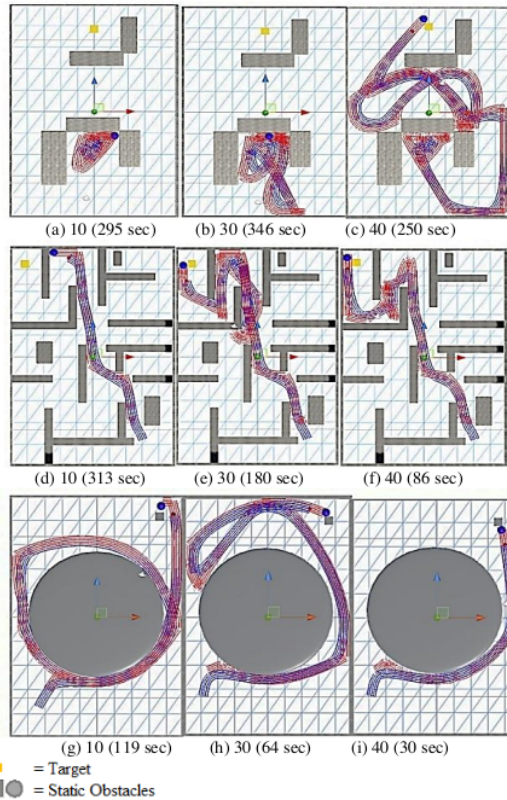 (a) 10 (295 sec) (b) 30 (346 sec) (c) 40 (250 sec)
(d) 10 (313 sec) (e) 30 (180 sec) (f) 40 (86 sec)
(g) 10 (119 sec) (h) 30 (64 sec) (i) 40 (30 sec)
= Target
= Static Obstacles